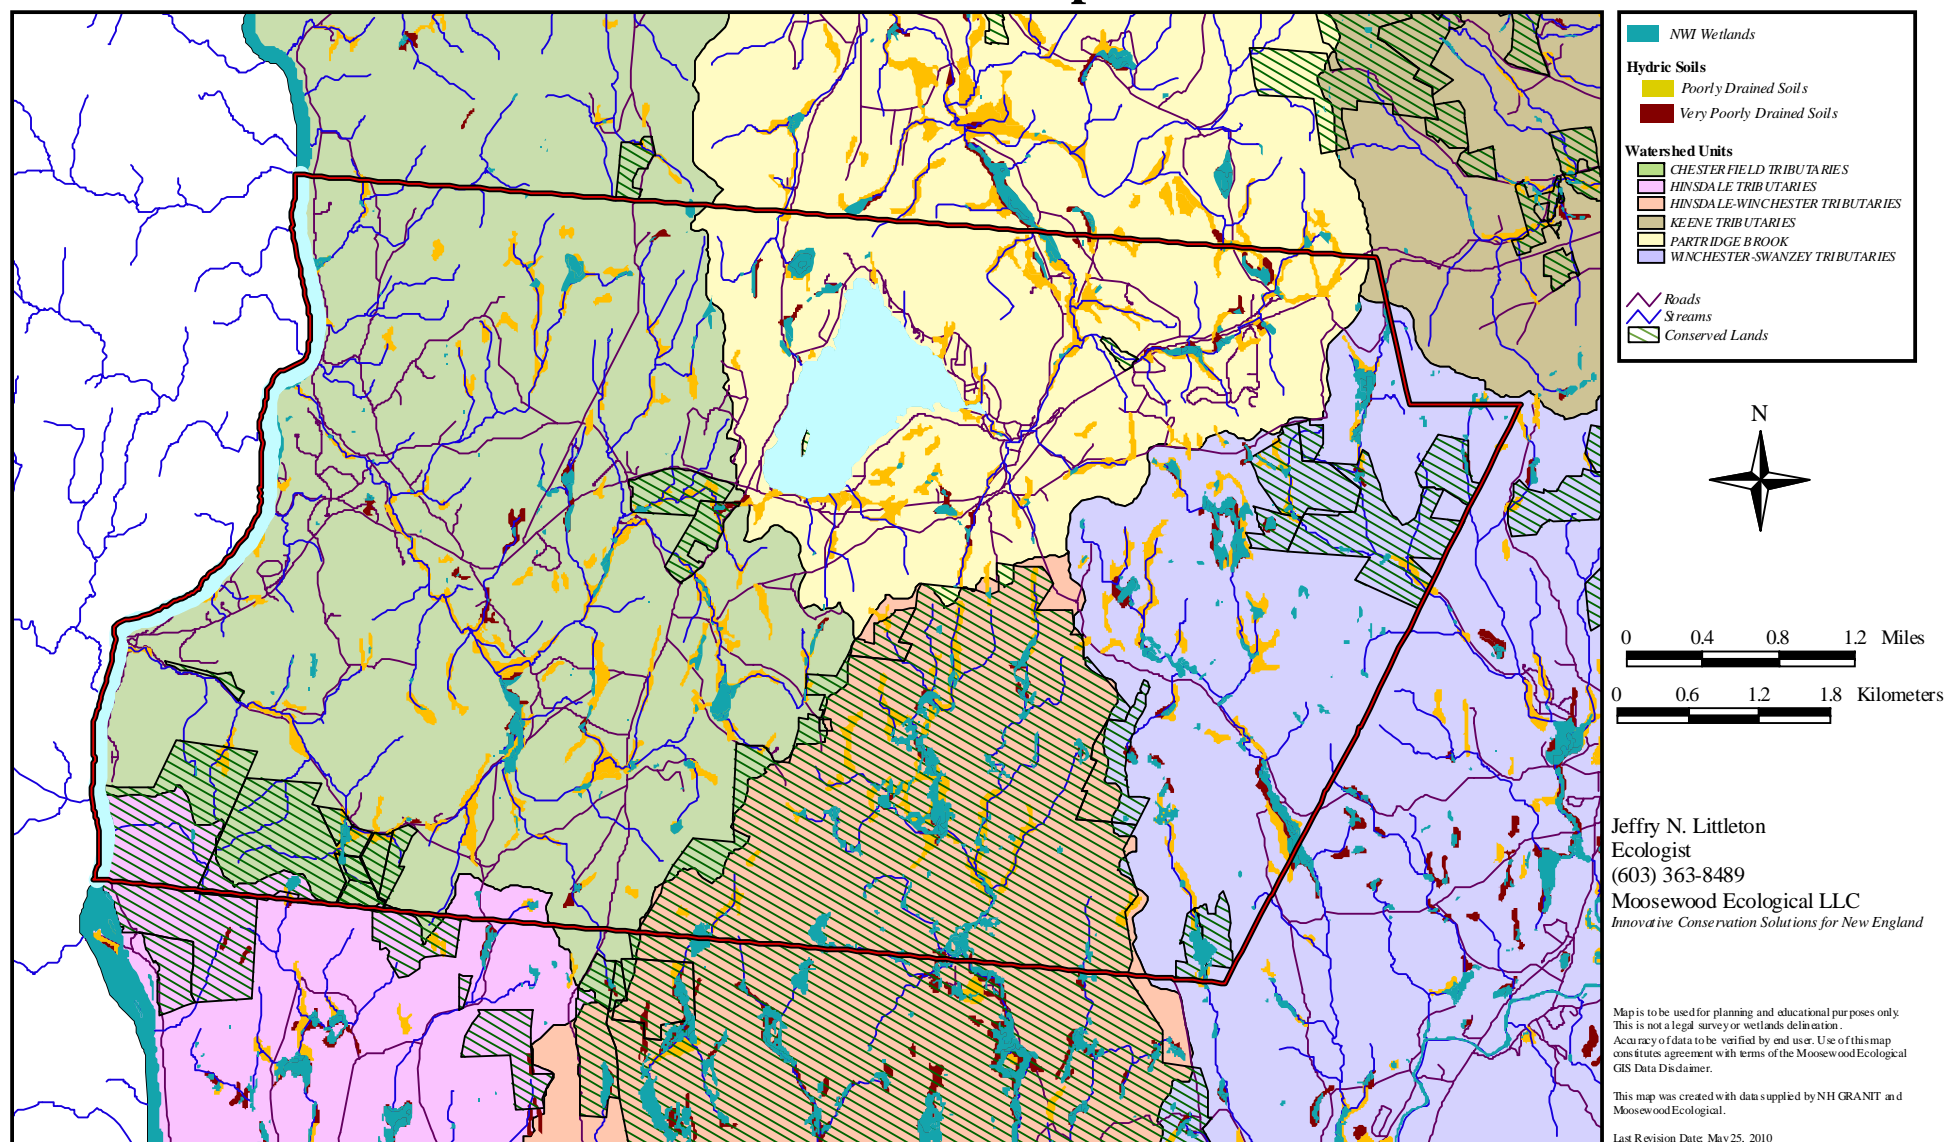 NWI Wetlands
Hydric Soils
Poorly Drained Soils
Very Poorly Drained Soils
Watershed Units
CHESTERFIELD TRIBUTARIES
HINSDALE TRIBUTARIES
HINSDALE-WINCHESTER TRIBUTARIES
KEENE TRIBUTARIES
PARTRIDGE BROOK
WINCHESTER-SWANZEY TRIBUTARIES
Roads
Streams
Conserved Lands
N
0 0.4 0.8 1.2 Miles
0 0.6 1.2 1.8 Kilometers
Jeffry N. Littleton
Ecologist
(603) 363-8489
Moosewood Ecological LLC
Innovative Conservation Solutions for New England
Map is to be used for planning and educational purposes only.
This is not a legal survey or wetlands delineation.
Accuracy of data to be verified by end user. Use of this map
constitutes agreement with terms of the Moosewood Ecological
GIS Data Disclaimer.
This map was created with data supplied by NH GRANIT and
Moosewood Ecological.
Last Revision Date: May 25, 2010